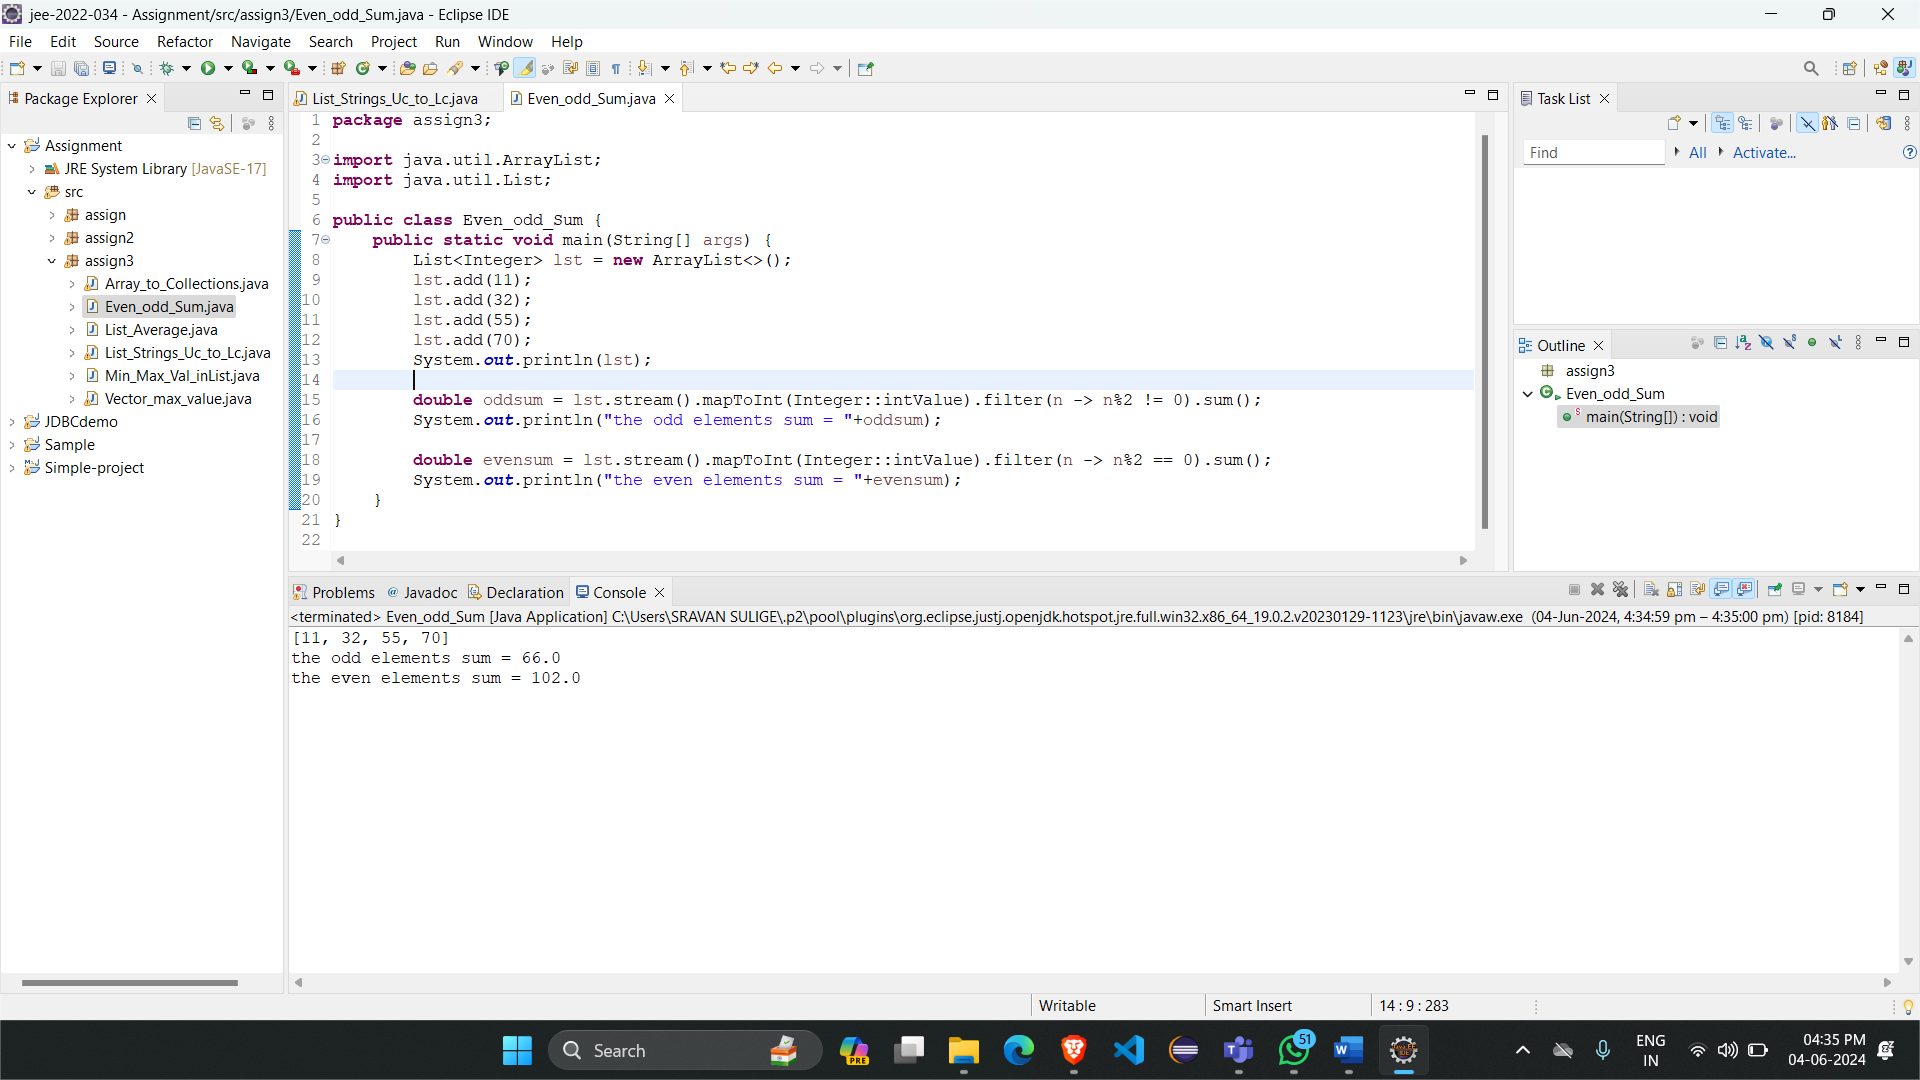 jee-2022-034 - Assignment/src/assign3/Even_odd_Sum.java - Eclipse IDE
File Edit Source Refactor Navigate Search Project Run Window Help
Package Explorer
Assignment
JRE System Library [JavaSE-17]
src
assign
assign2
assign3
Array_to_Collections.java
Even_odd_Sum.java
List_Average.java
List_Strings_Uc_to_Lc.java
Min_Max_Val_inList.java
Vector_max_value.java
JDBCdemo
Sample
Simple-project
List_Strings_Uc_to_Lc.java Even_odd_Sum.java
1 package assign3;
2
3 import java.util.ArrayList;
4 import java.util.List;
5
6 public class Even_odd_Sum {
7 public static void main(String[] args) {
8 List<Integer> lst = new ArrayList<>();
9 lst.add(11);
10 lst.add(32);
11 lst.add(55);
12 lst.add(70);
13 System.out.println(lst);
14
15 double oddsum = lst.stream().mapToInt(Integer::intValue).filter(n -> n%2 != 0).sum();
16 System.out.println("the odd elements sum = "+oddsum);
17
18 double evensum = lst.stream().mapToInt(Integer::intValue).filter(n -> n%2 == 0).sum();
19 System.out.println("the even elements sum = "+evensum);
20 }
21 }
22
Task List
Find All Activate...
Outline
assign3
Even_odd_Sum
main(String[]) : void
Problems Javadoc Declaration Console
<terminated> Even_odd_Sum [Java Application] C:\Users\SRAVAN SULIGE\.p2\pool\plugins\org.eclipse.justj.openjdk.hotspot.jre.full.win32.x86_64_19.0.2.v20230129-1123\jre\bin\javaw.exe (04-Jun-2024, 4:34:59 pm – 4:35:00 pm) [pid: 8184]
[11, 32, 55, 70]
the odd elements sum = 66.0
the even elements sum = 102.0
Writable Smart Insert 14 : 9 : 283
Search PRE 51 ENG IN 04:35 PM 04-06-2024